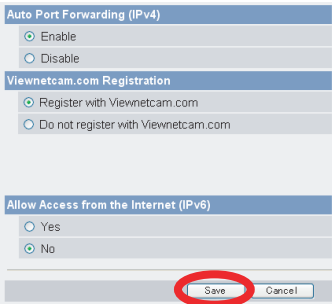 Auto Port Forwarding (IPv4)
Enable
Disable
Viewnetcam.com Registration
Register with Viewnetcam.com
Do not register with Viewnetcam.com
Allow Access from the Internet (IPv6)
Yes
No
Save Cancel